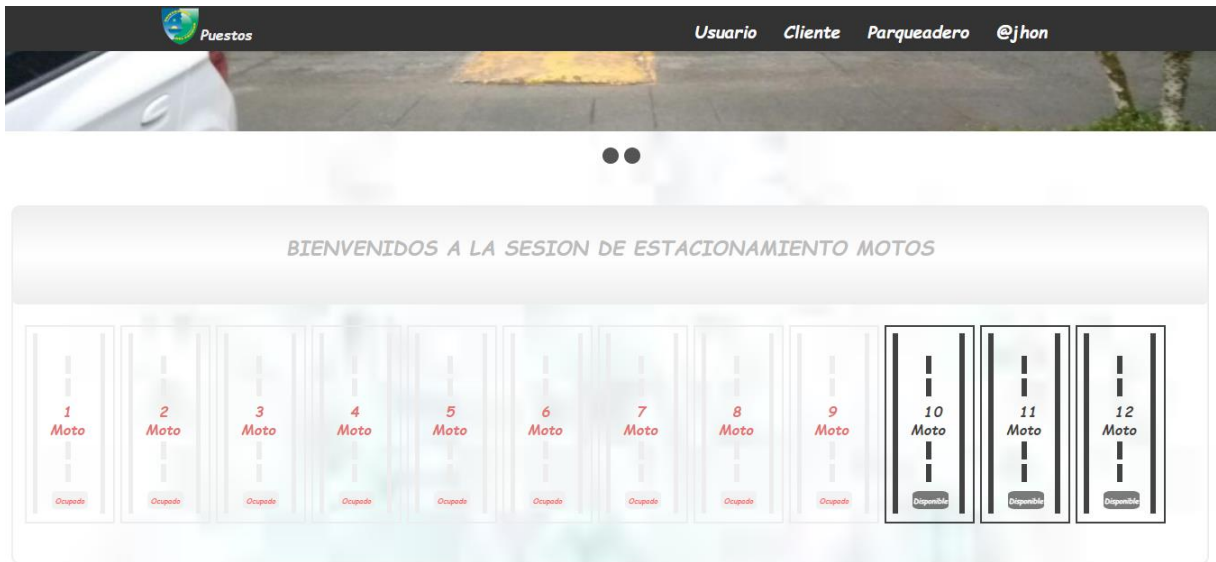 Puestos Usuario Cliente Parqueadero @jhon
BIENVENIDOS A LA SESION DE ESTACIONAMIENTO MOTOS
1 2 3 4 5 6 7 8 9 10 11 12
Moto Moto Moto Moto Moto Moto Moto Moto Moto Moto Moto Moto
Ocupado Ocupado Ocupado Ocupado Ocupado Ocupado Ocupado Ocupado Ocupado Disponible Disponible Disponible